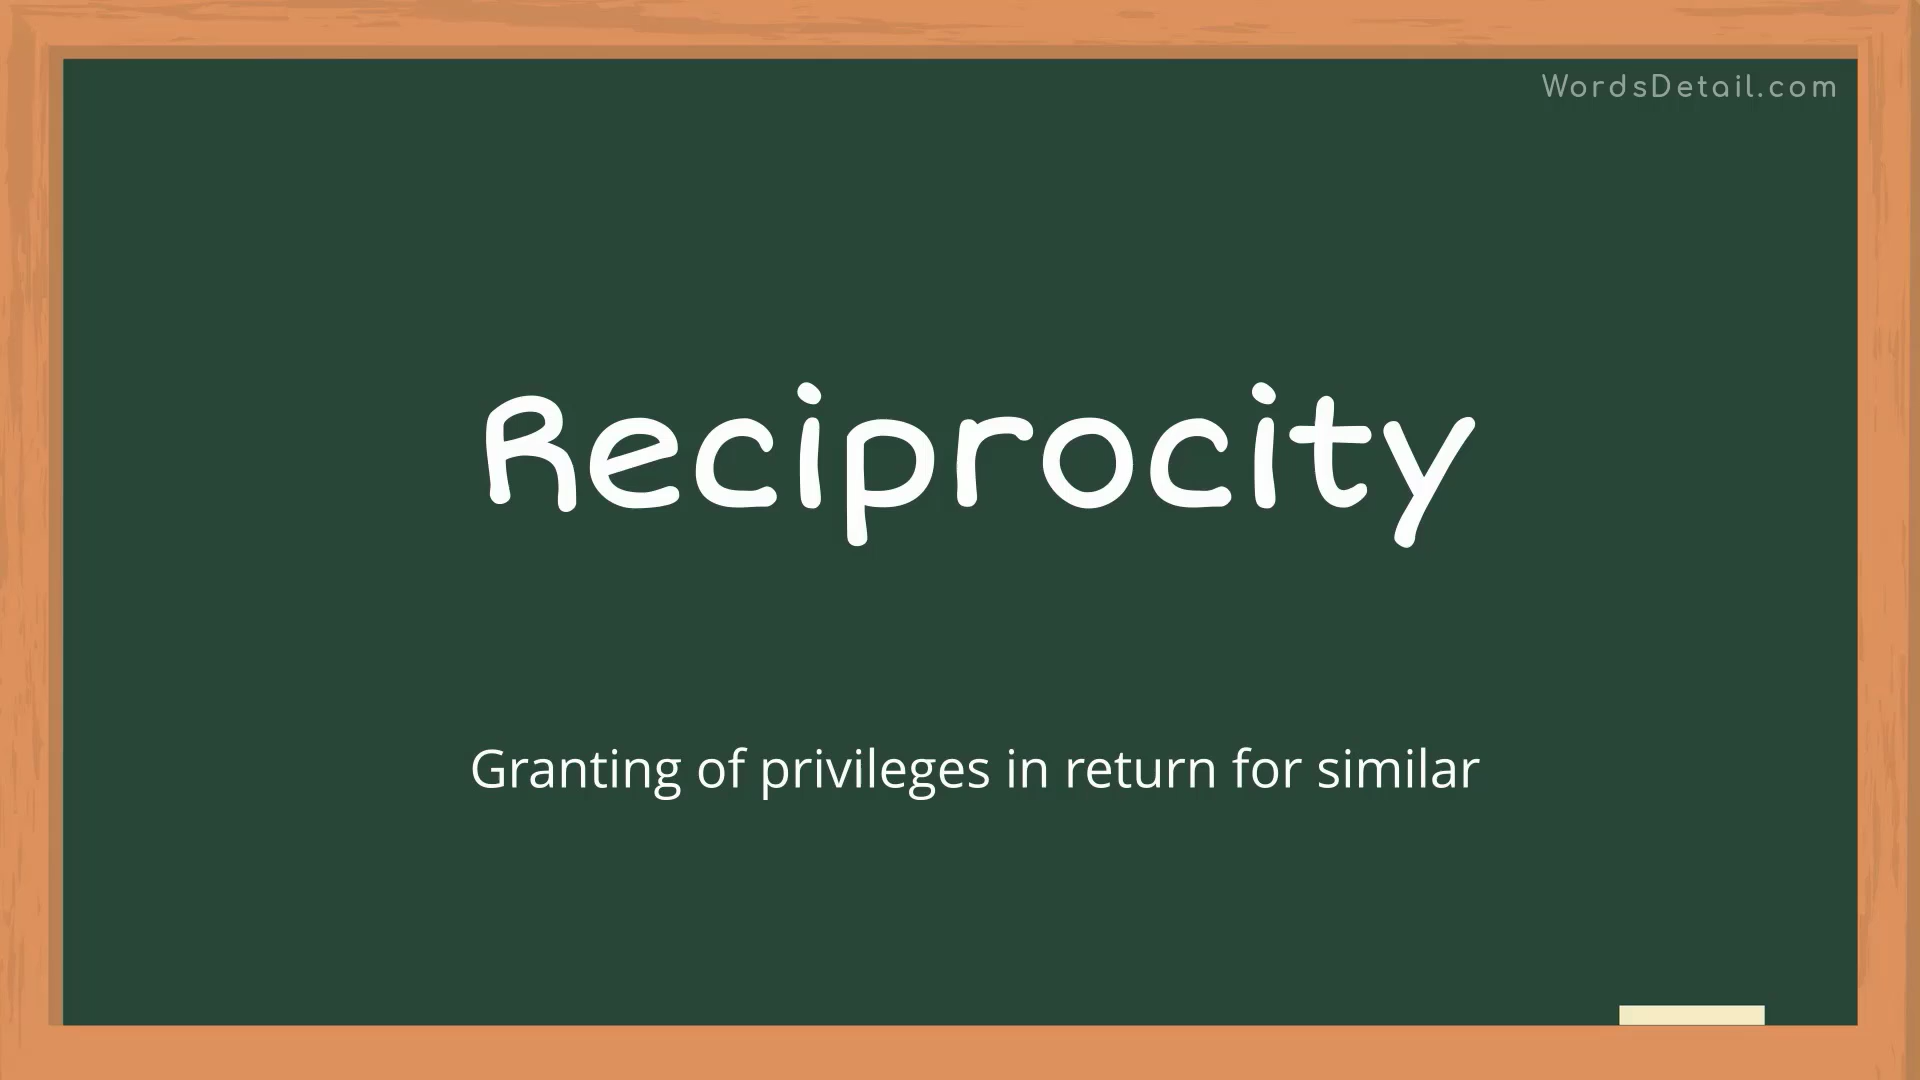 WordsDetail.com
Reciprocity
Granting of privileges in return for similar